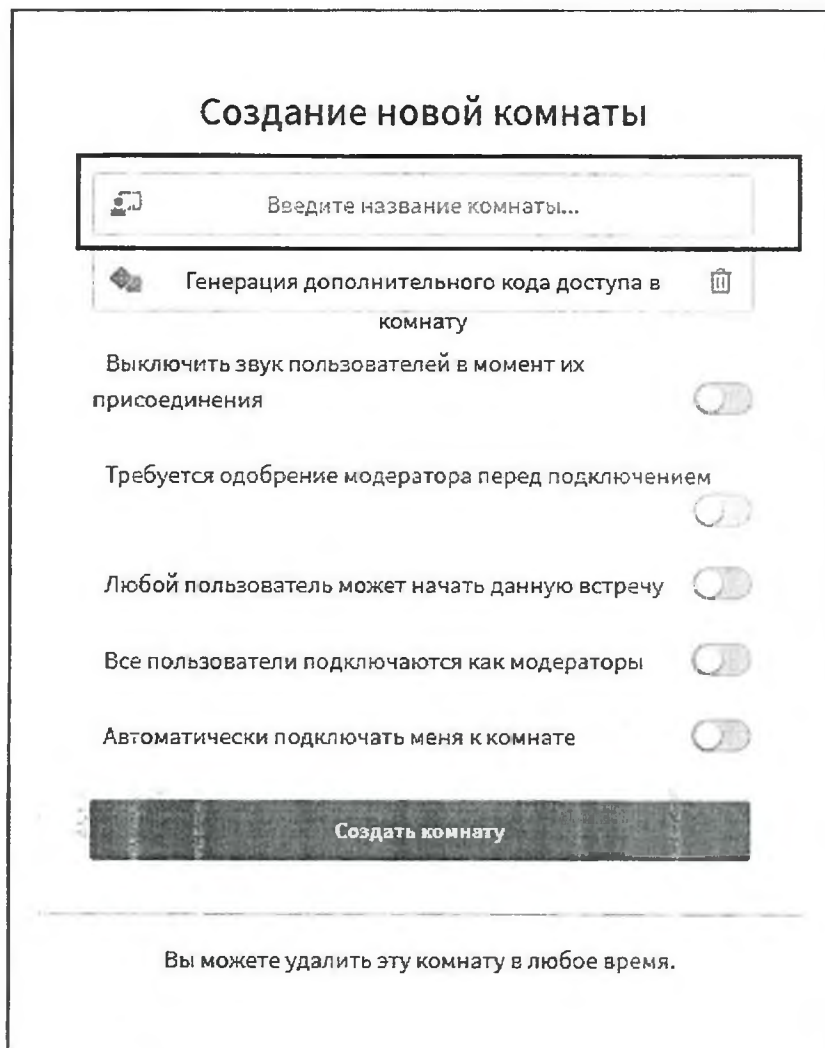 Создание новой комнаты
Введите название комнаты...
Генерация дополнительного кода доступа в
комнату
Выключить звук пользователей в момент их
присоединения
Требуется одобрение модератора перед подключением
Любой пользователь может начать данную встречу
Все пользователи подключаются как модераторы
Автоматически подключать меня к комнате
Создать комнату
Вы можете удалить эту комнату в любое время.